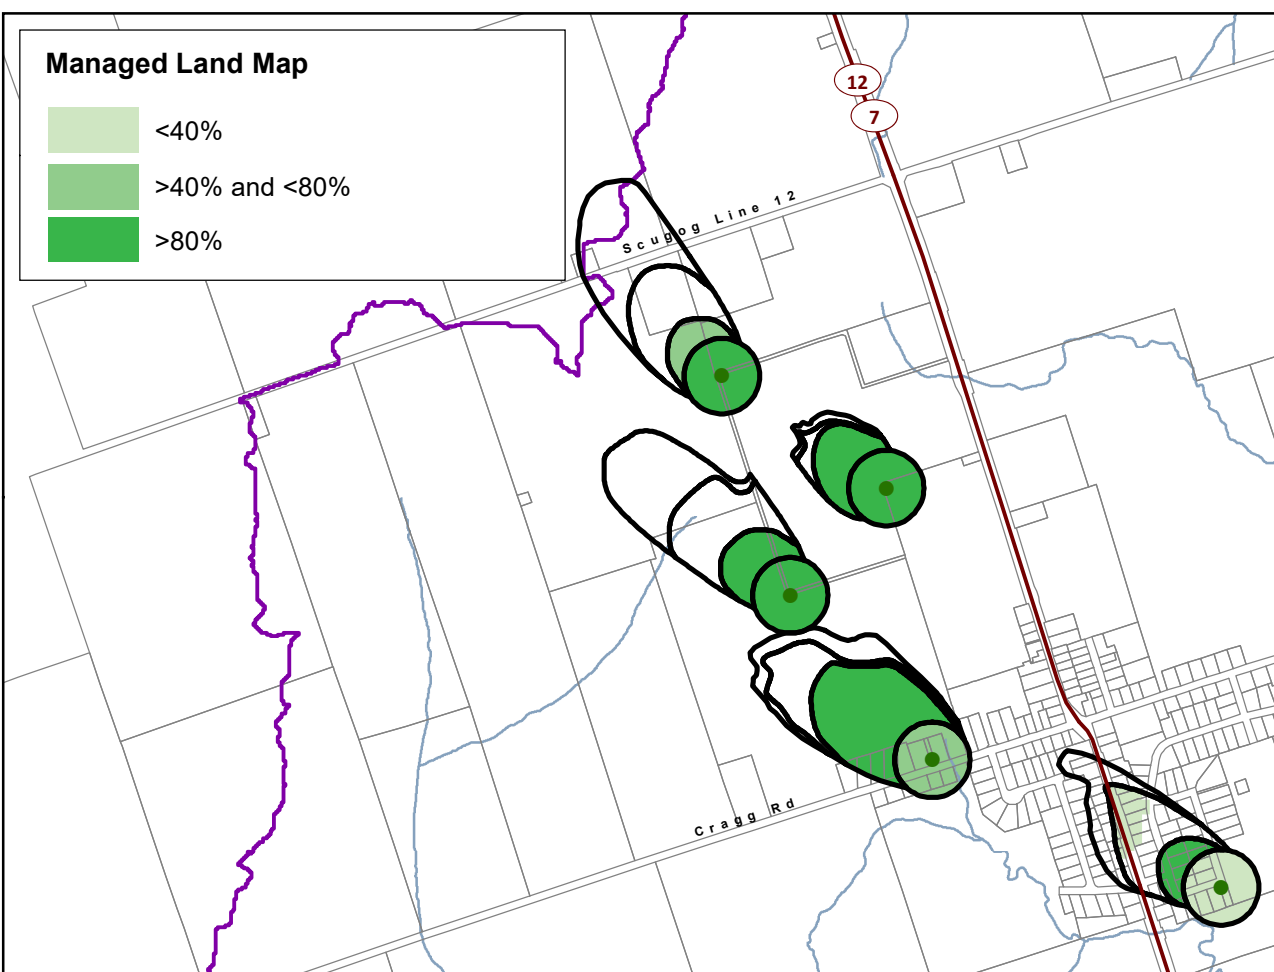 Managed Land Map
<40%
>40% and <80%
>80%
12
7
Scugog Line 12
Cragg Rd